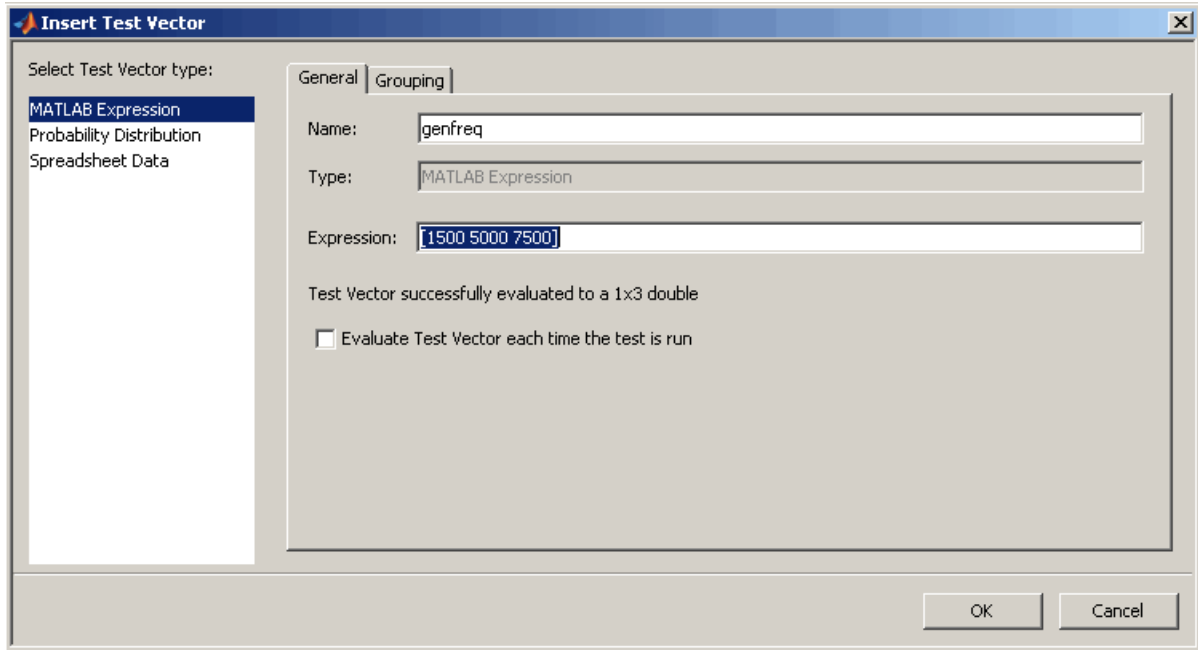 Insert Test Vector
Select Test Vector type:
MATLAB Expression
Probability Distribution
Spreadsheet Data
General
Grouping
Name:
genfreq
Type:
MATLAB Expression
Expression:
[1500 5000 7500]
Test Vector successfully evaluated to a 1x3 double
Evaluate Test Vector each time the test is run
OK
Cancel